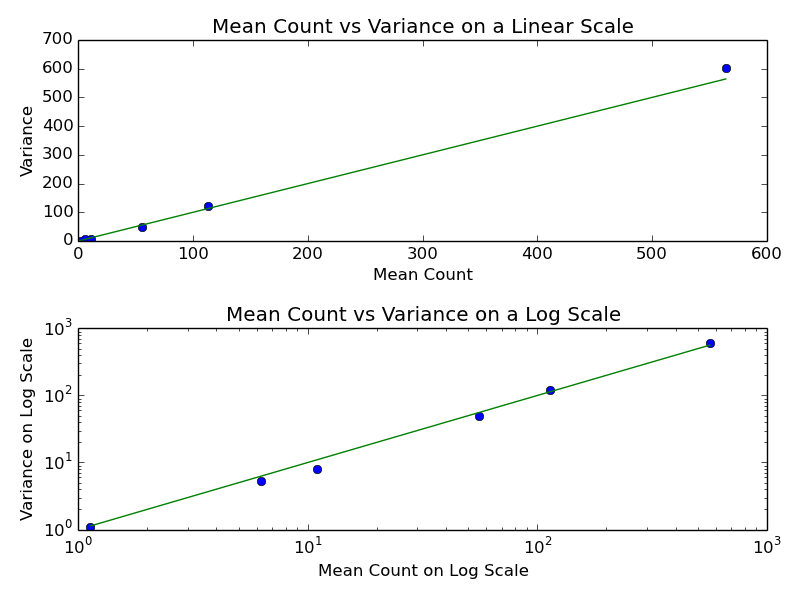 Mean Count vs Variance on a Linear Scale
700
600
500
400
300
200
100
0
Variance
0 100 200 300 400 500 600
Mean Count
Mean Count vs Variance on a Log Scale
10³
10²
10¹
10⁰
Variance on Log Scale
10⁰ 10¹ 10² 10³
Mean Count on Log Scale